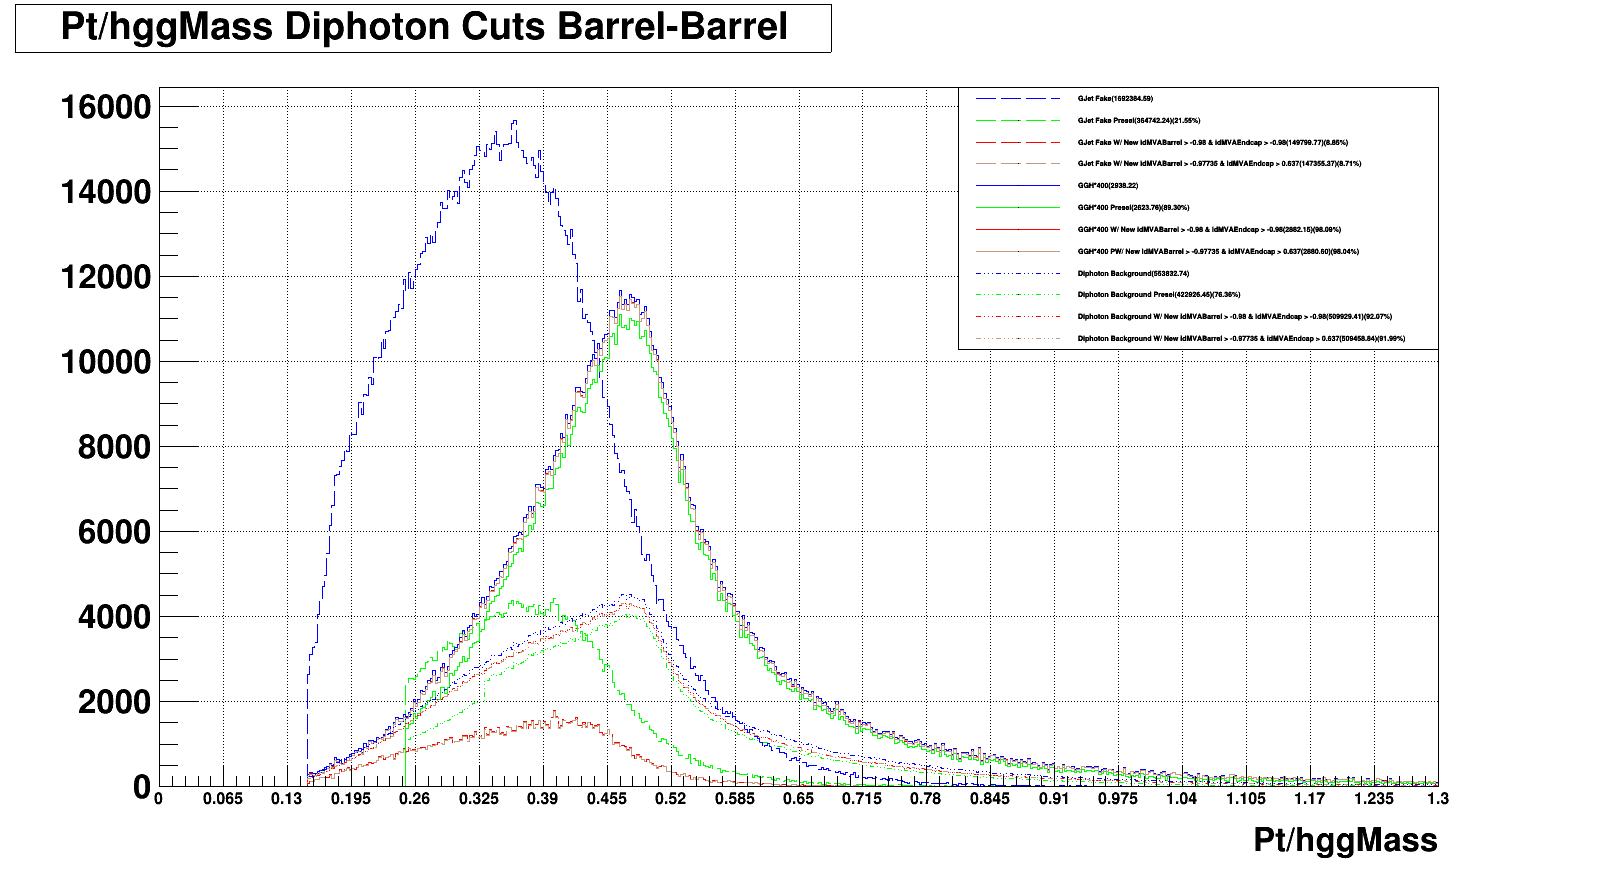 Pt/hggMass Diphoton Cuts Barrel-Barrel
16000
14000
12000
10000
8000
6000
4000
2000
0
GJet Fake(1692384.59)
GJet Fake Presel(364742.24)(21.55%)
GJet Fake W/ New idMVABarrel > -0.98 & idMVAEndcap > -0.98(149799.77)(8.85%)
GJet Fake W/ New idMVABarrel > -0.97735 & idMVAEndcap > 0.637(147355.37)(8.71%)
GGH*400(2938.22)
GGH*400 Presel(2623.76)(89.30%)
GGH*400 W/ New idMVABarrel > -0.98 & idMVAEndcap > -0.98(2882.15)(98.09%)
GGH*400 PW/ New idMVABarrel > -0.97735 & idMVAEndcap > 0.637(2880.60)(98.04%)
Diphoton Background(553832.74)
Diphoton Background Presel(422926.45)(76.36%)
Diphoton Background W/ New idMVABarrel > -0.98 & idMVAEndcap > -0.98(509929.41)(92.07%)
Diphoton Background W/ New idMVABarrel > -0.97735 & idMVAEndcap > 0.637(509458.84)(91.99%)
0 0.065 0.13 0.195 0.26 0.325 0.39 0.455 0.52 0.585 0.65 0.715 0.78 0.845 0.91 0.975 1.04 1.105 1.17 1.235 1.3
Pt/hggMass